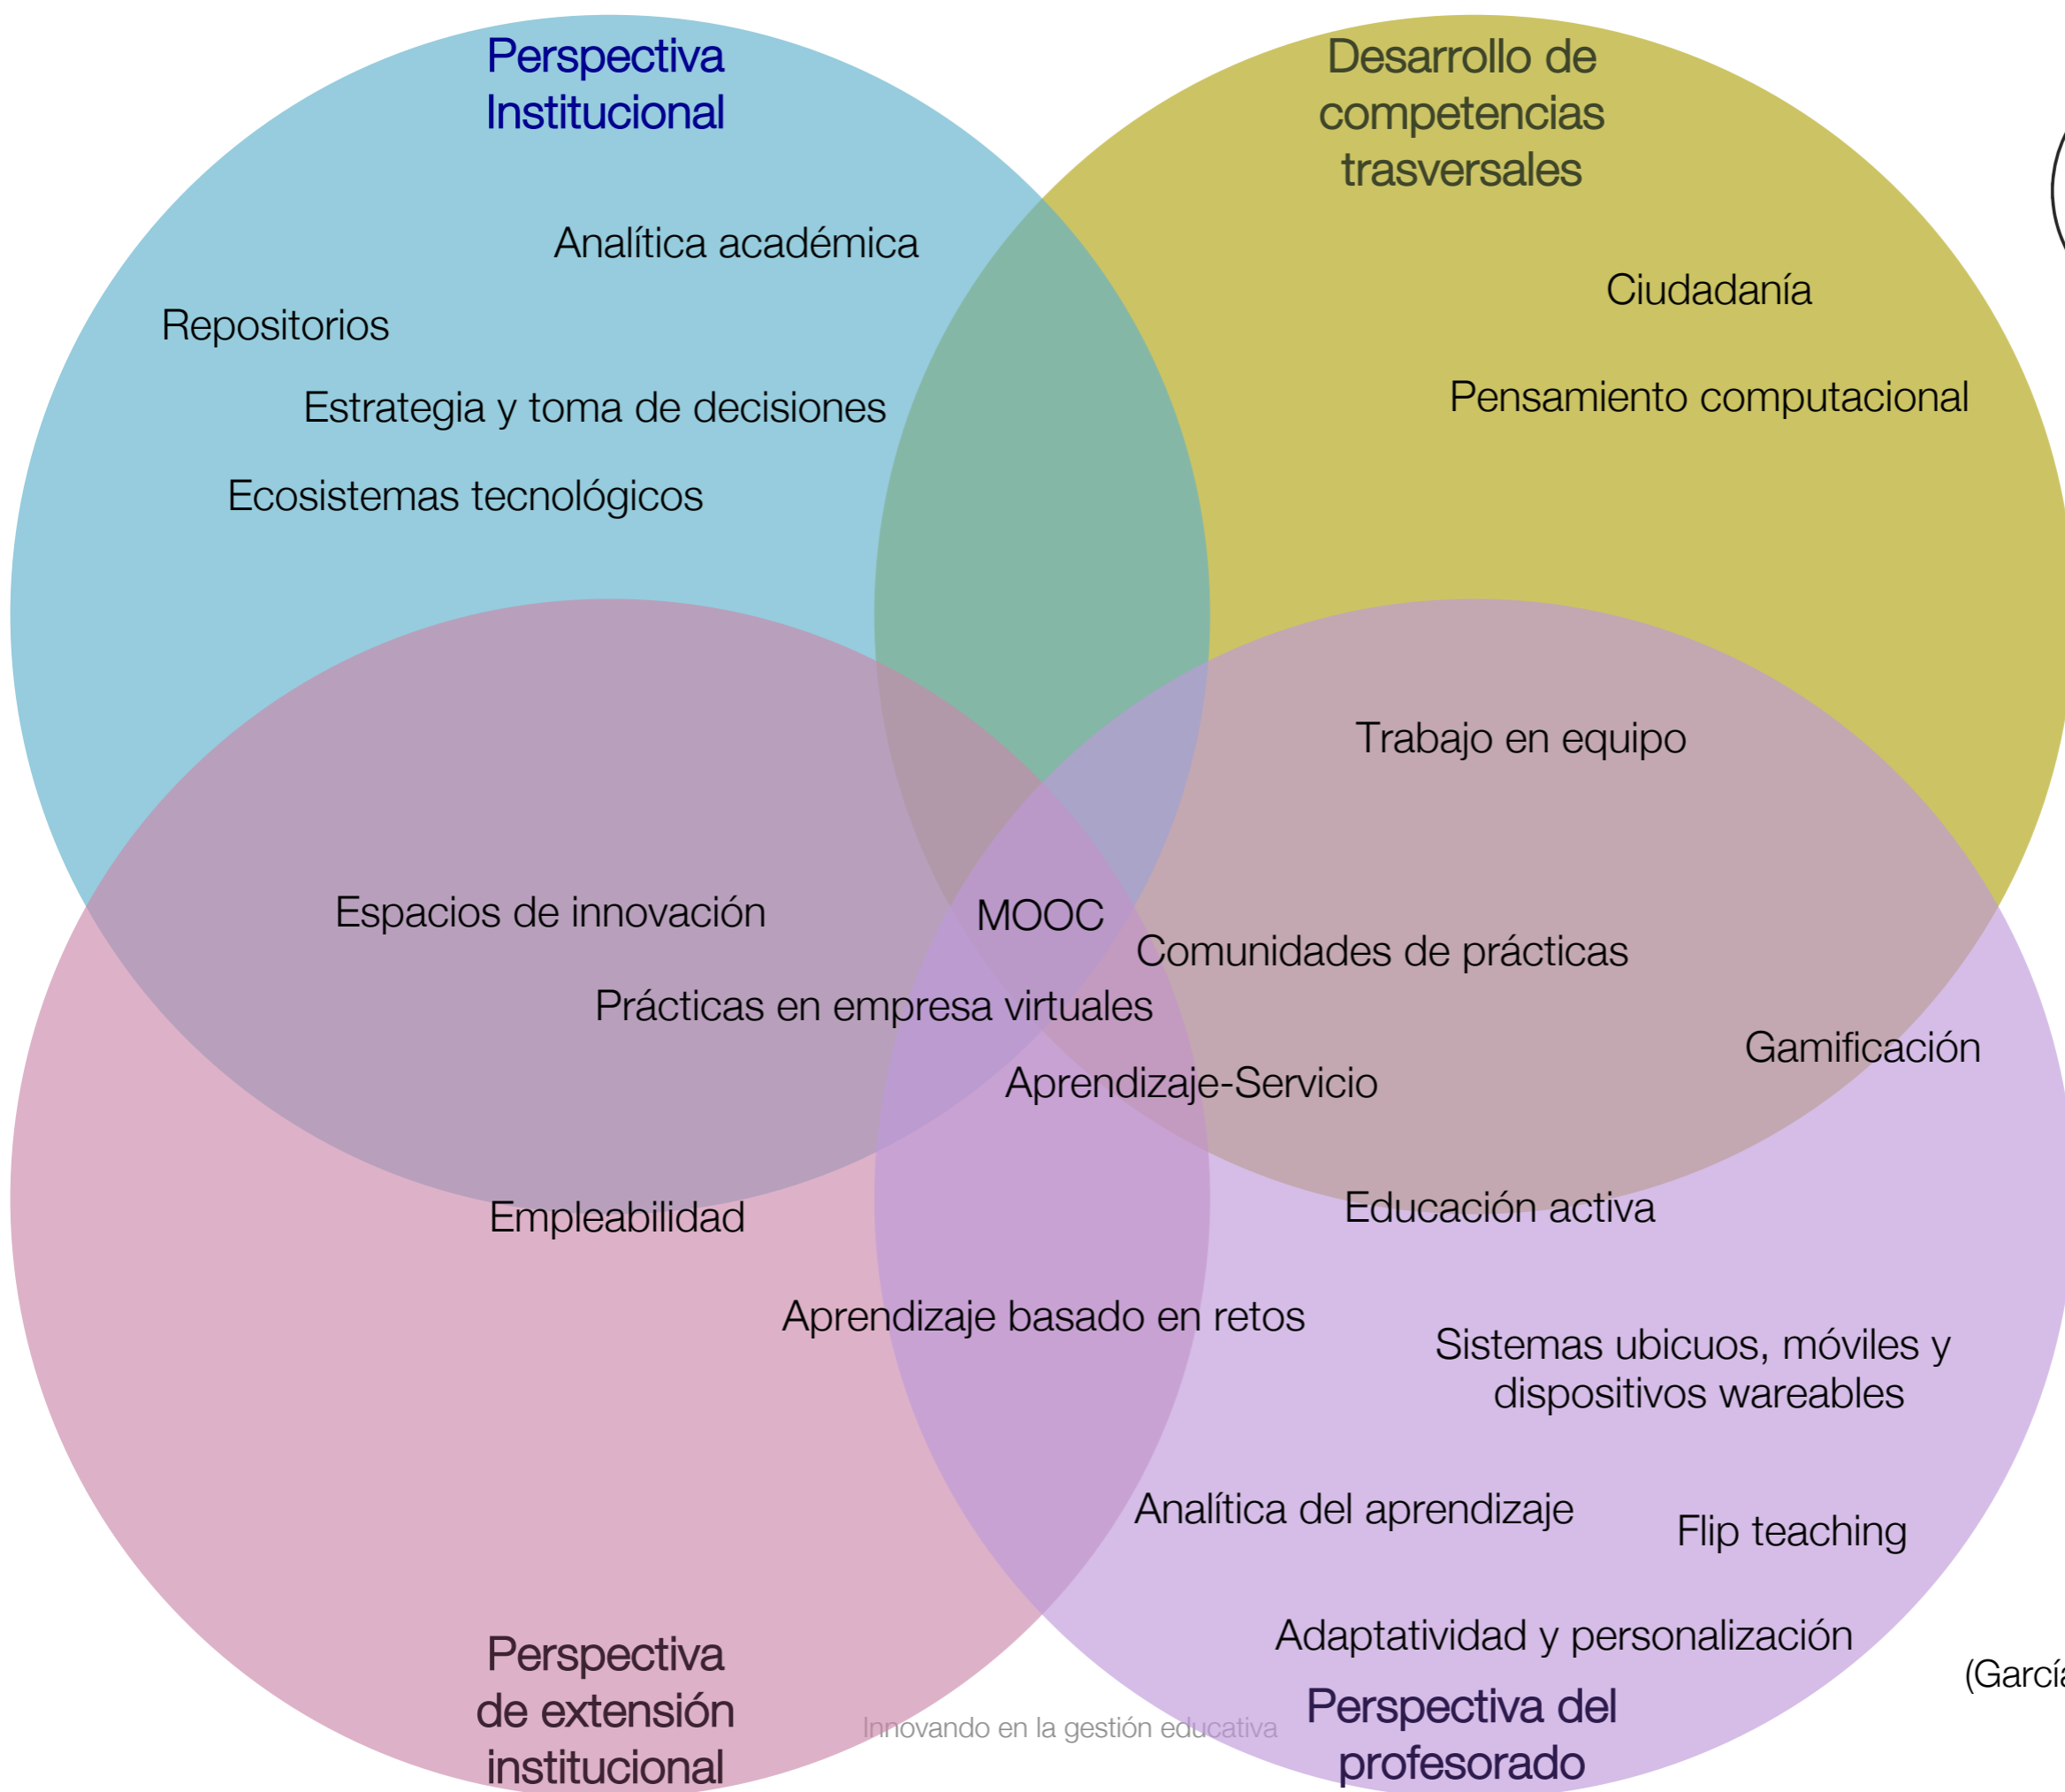 Perspectiva
Institucional
Desarrollo de
competencias
trasversales
Analítica académica
Ciudadanía
Repositorios
Pensamiento computacional
Estrategia y toma de decisiones
Ecosistemas tecnológicos
Trabajo en equipo
Espacios de innovación
MOOC
Comunidades de prácticas
Prácticas en empresa virtuales
Gamificación
Aprendizaje-Servicio
Educación activa
Empleabilidad
Aprendizaje basado en retos
Sistemas ubicuos, móviles y
dispositivos wareables
Analítica del aprendizaje
Flip teaching
Adaptatividad y personalización
Perspectiva
de extensión
institucional
(García
Innovando en la gestión educativa
Perspectiva del
profesorado